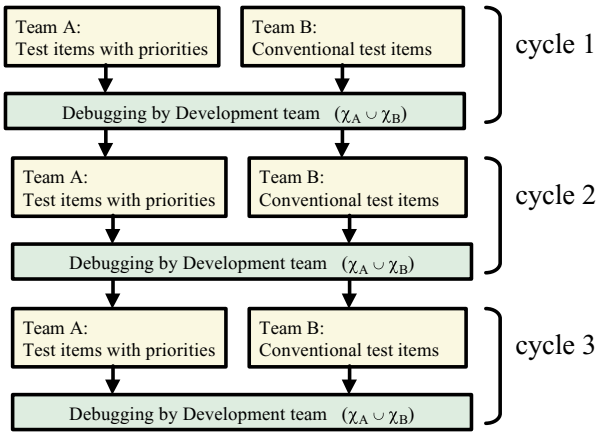 Team A:
Test items with priorities
Team B:
Conventional test items
cycle 1
Debugging by Development team (χA ∪ χB)
Team A:
Test items with priorities
Team B:
Conventional test items
cycle 2
Debugging by Development team (χA ∪ χB)
Team A:
Test items with priorities
Team B:
Conventional test items
cycle 3
Debugging by Development team (χA ∪ χB)